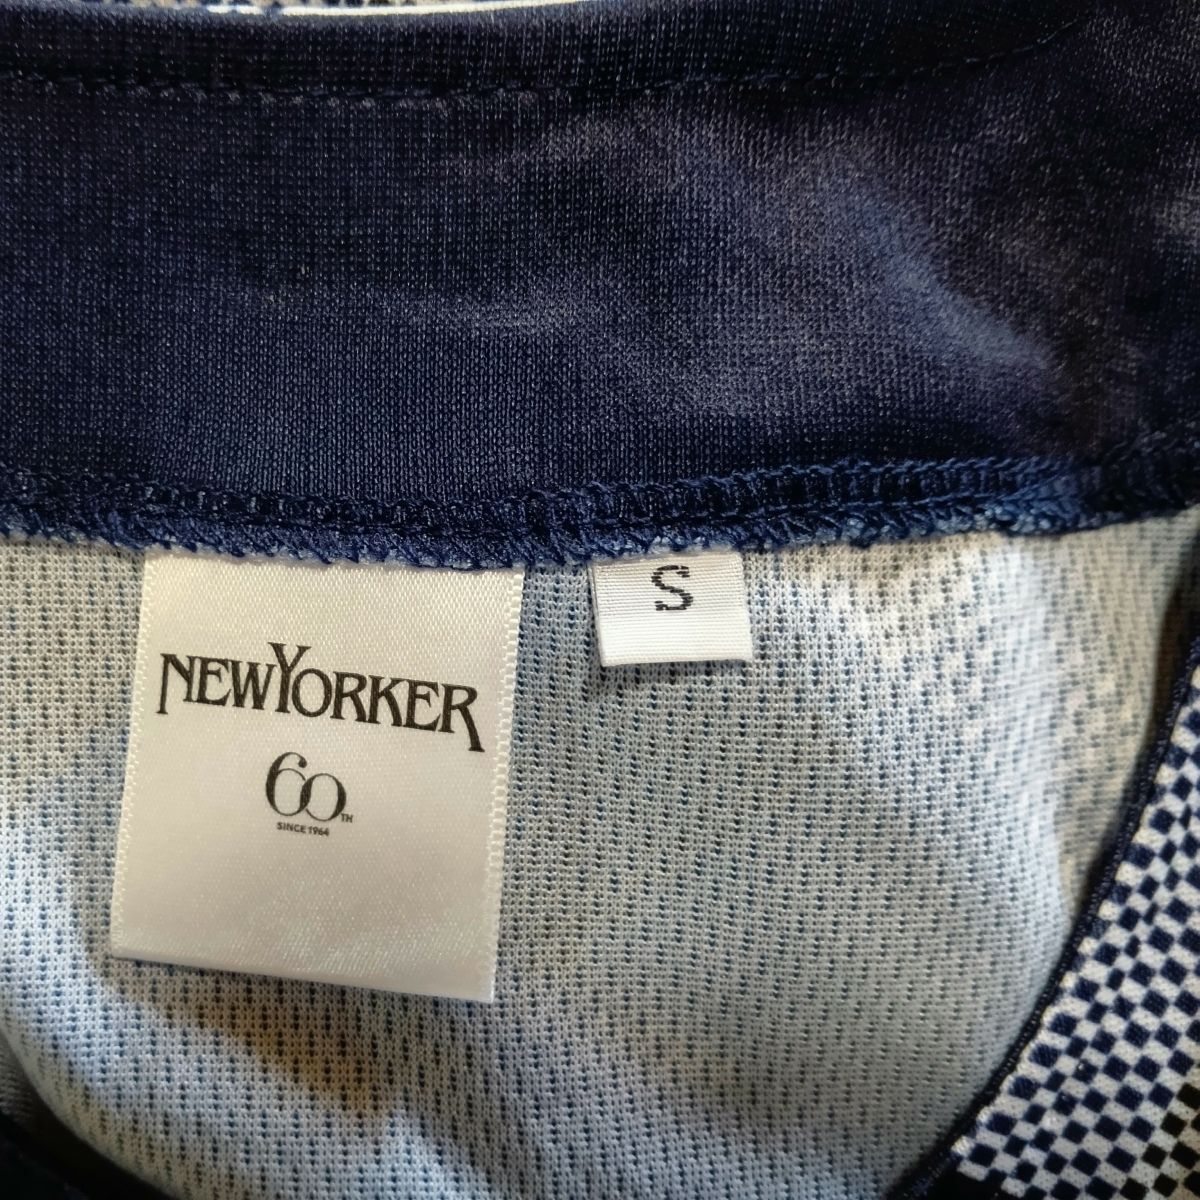 NEWYORKER
60TH
SINCE 1964
S